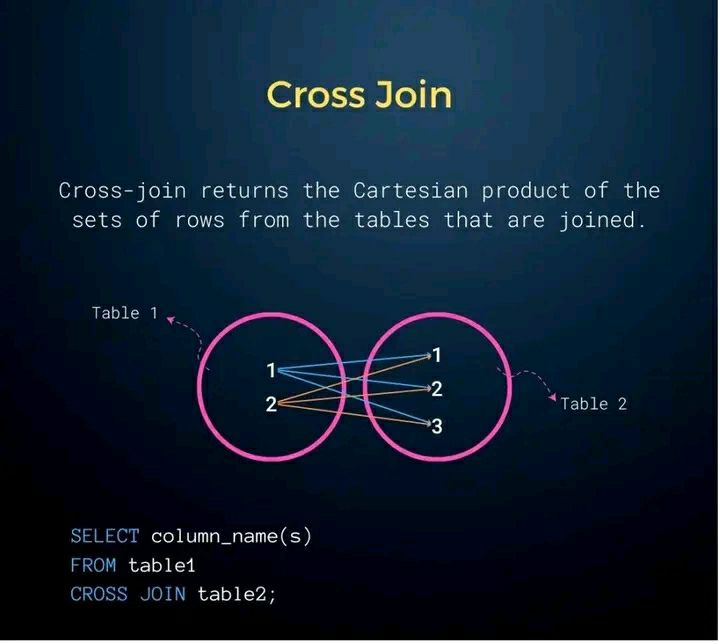 Cross Join
Cross-join returns the Cartesian product of the
sets of rows from the tables that are joined.
Table 1
1
2
1
2
3
Table 2
SELECT column_name(s)
FROM table1
CROSS JOIN table2;